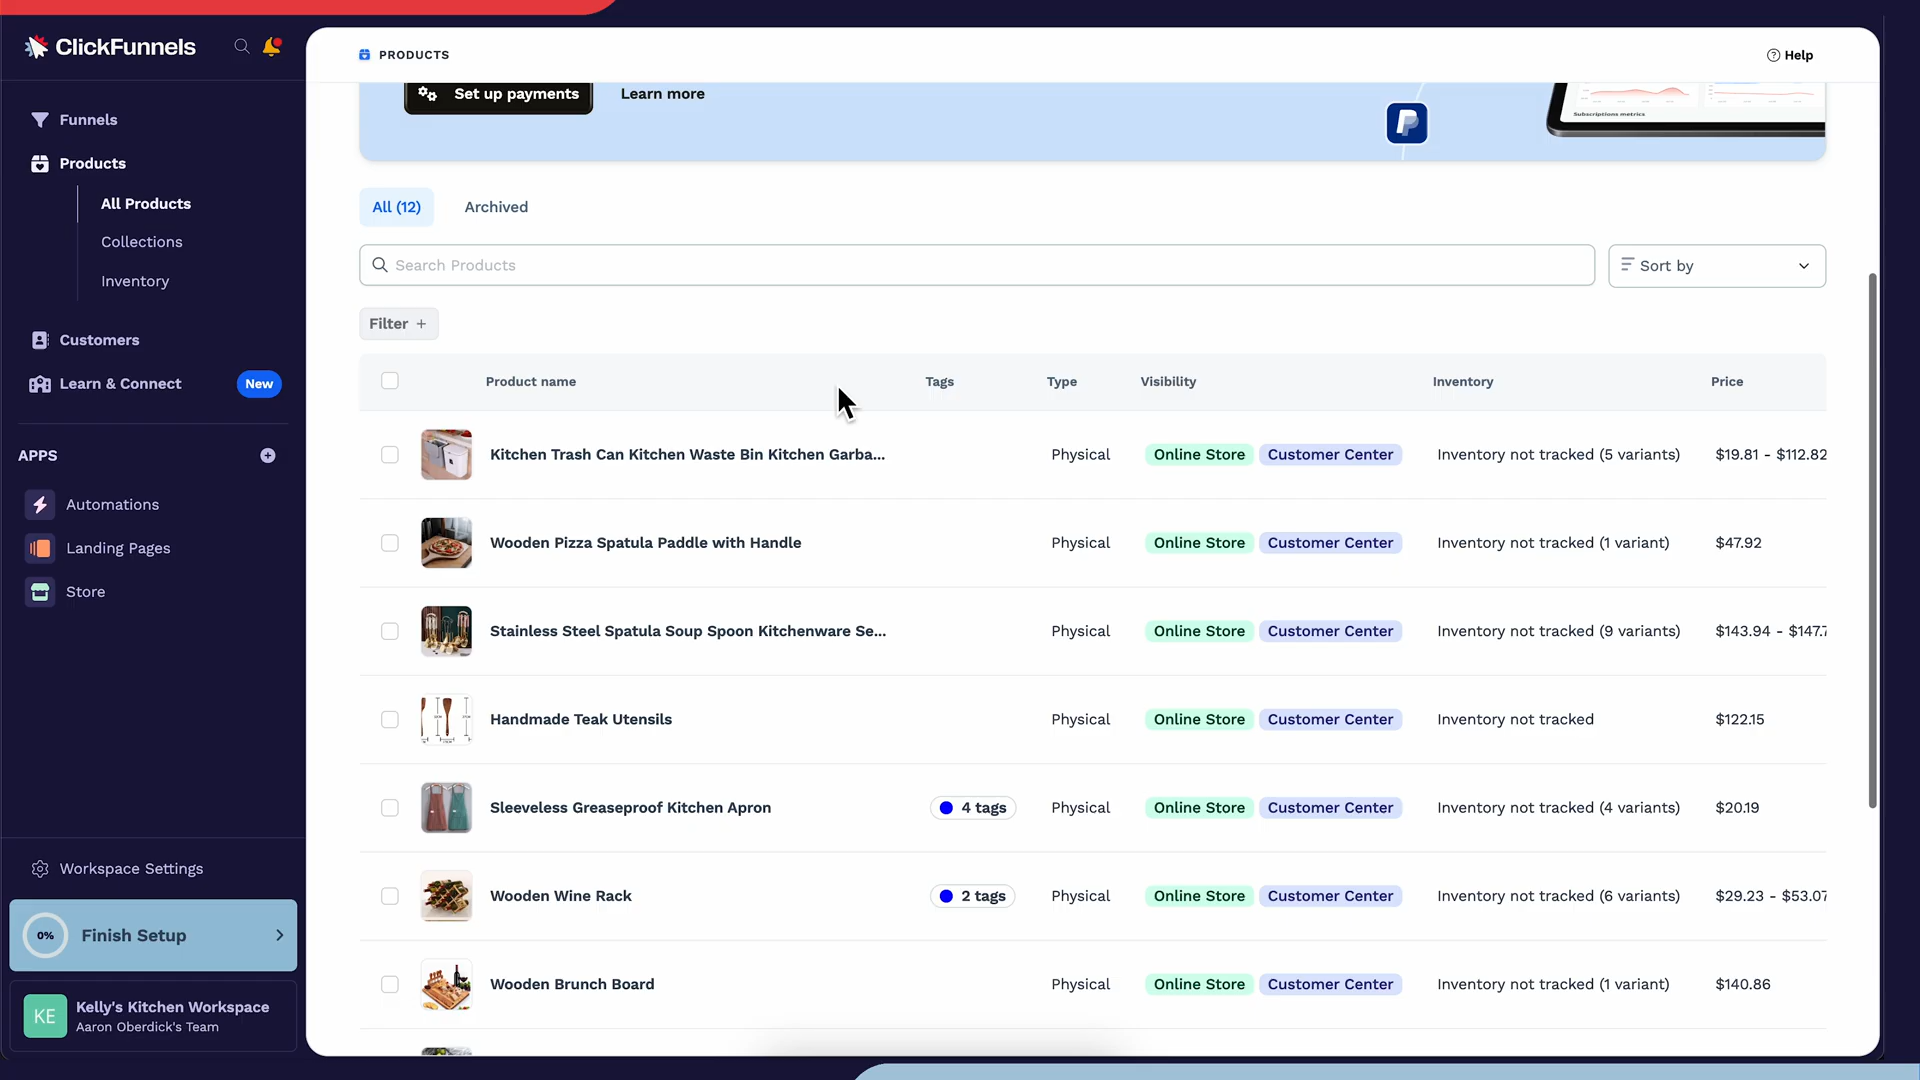 ClickFunnels
PRODUCTS
Help
Set up payments
Learn more
Subscriptions metrics
Funnels
Products
All Products
Collections
Inventory
Customers
Learn & Connect
New
APPS
Automations
Landing Pages
Store
Workspace Settings
0%
Finish Setup
KE
Kelly's Kitchen Workspace
Aaron Oberdick's Team
All (12)
Archived
Search Products
Sort by
Filter +
Product name Tags Type Visibility Inventory Price
Kitchen Trash Can Kitchen Waste Bin Kitchen Garba... Physical Online Store Customer Center Inventory not tracked (5 variants) $19.81 - $112.82
Wooden Pizza Spatula Paddle with Handle Physical Online Store Customer Center Inventory not tracked (1 variant) $47.92
Stainless Steel Spatula Soup Spoon Kitchenware Se... Physical Online Store Customer Center Inventory not tracked (9 variants) $143.94 - $147.7
Handmade Teak Utensils Physical Online Store Customer Center Inventory not tracked $122.15
Sleeveless Greaseproof Kitchen Apron 4 tags Physical Online Store Customer Center Inventory not tracked (4 variants) $20.19
Wooden Wine Rack 2 tags Physical Online Store Customer Center Inventory not tracked (6 variants) $29.23 - $53.07
Wooden Brunch Board Physical Online Store Customer Center Inventory not tracked (1 variant) $140.86